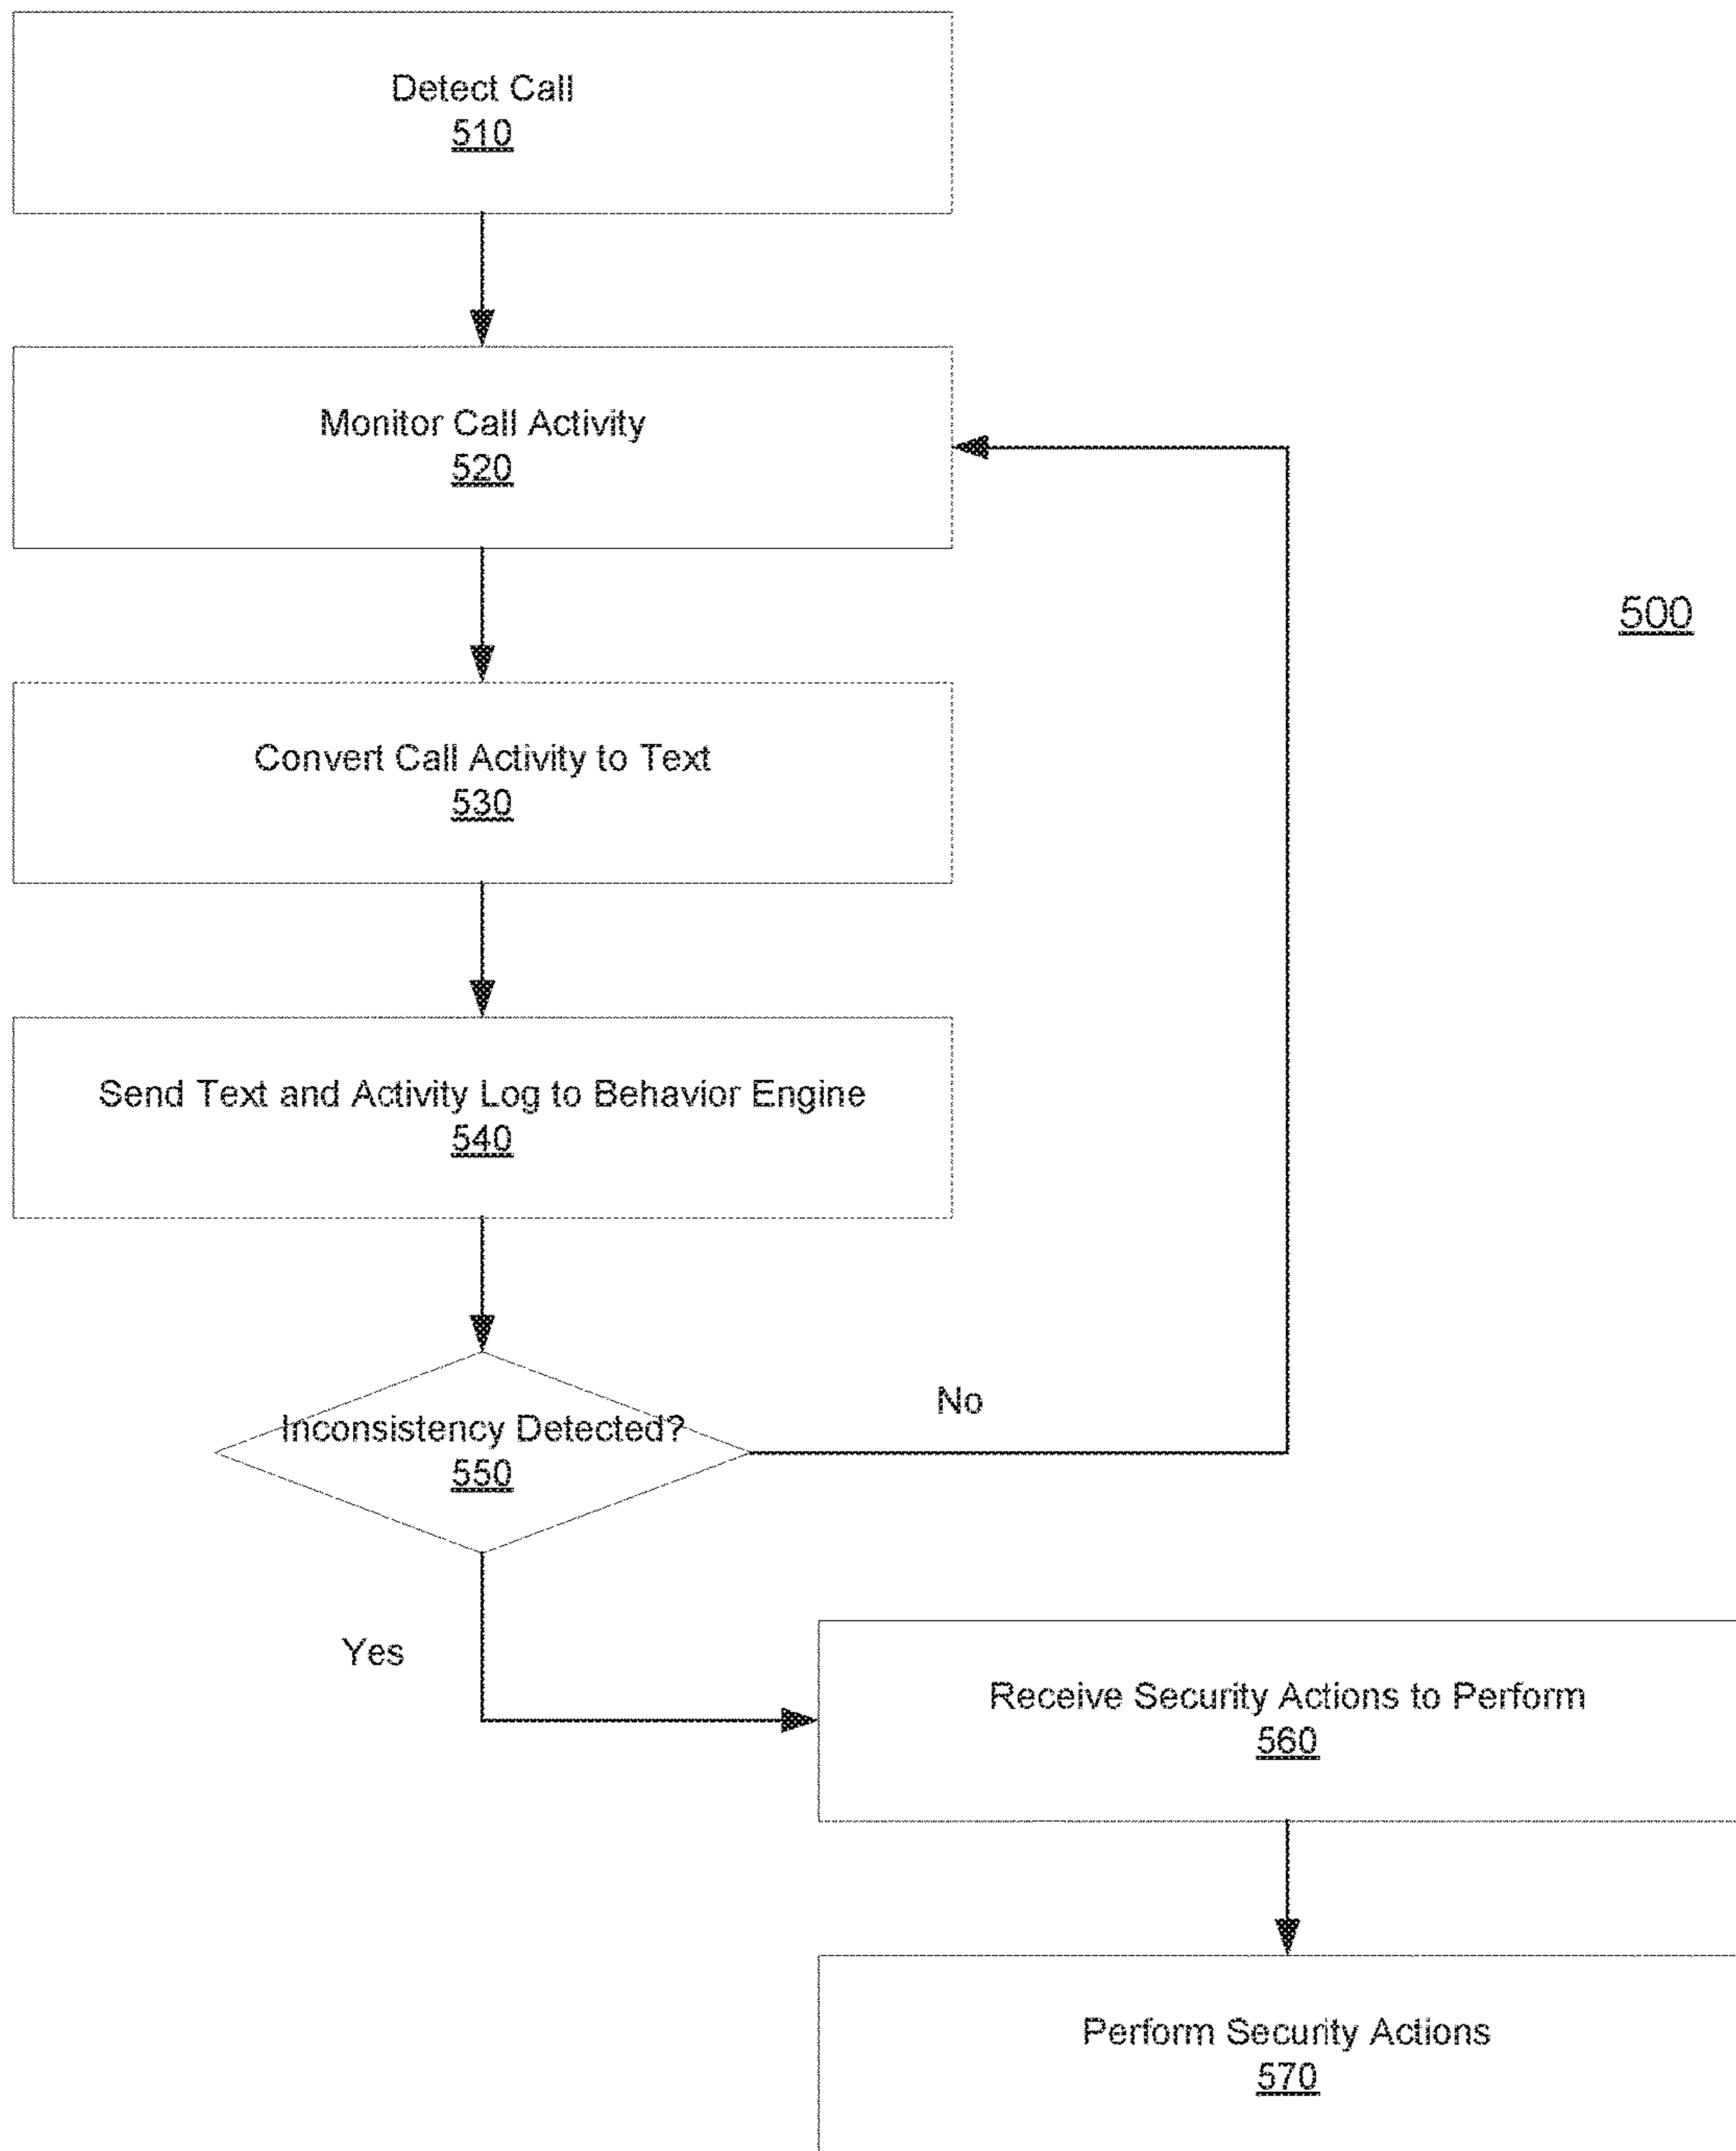 Detect Call
510
Monitor Call Activity
520
500
Convert Call Activity to Text
530
Send Text and Activity Log to Behavior Engine
540
Inconsistency Detected?
550
No
Yes
Receive Security Actions to Perform
560
Perform Security Actions
570